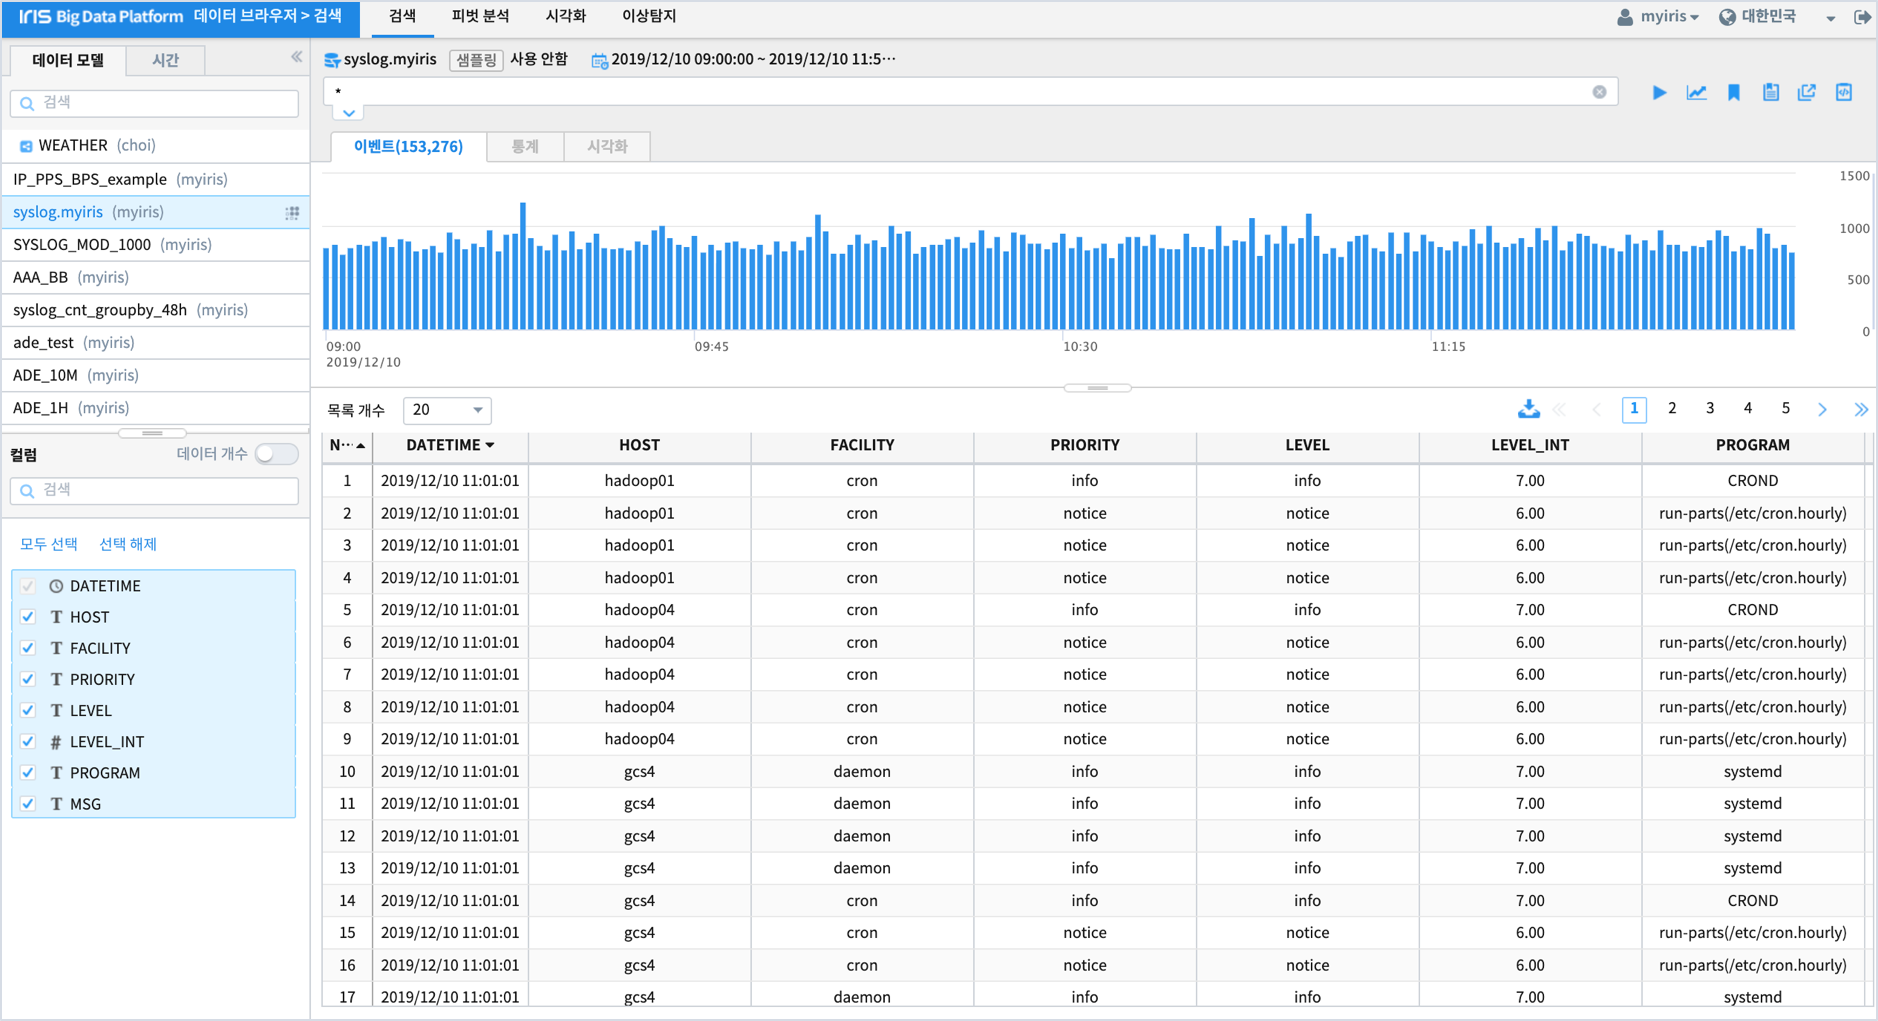 IRIS Big Data Platform 데이터 브라우저 > 검색 검색 피벗 분석 시각화 이상탐지 myiris 대한민국
데이터 모델 시간
검색
WEATHER (choi)
IP_PPS_BPS_example (myiris)
syslog.myiris (myiris)
SYSLOG_MOD_1000 (myiris)
AAA_BB (myiris)
syslog_cnt_groupby_48h (myiris)
ade_test (myiris)
ADE_10M (myiris)
ADE_1H (myiris)
컬럼 데이터 개수
검색
모두 선택 선택 해제
DATETIME
T HOST
T FACILITY
T PRIORITY
T LEVEL
# LEVEL_INT
T PROGRAM
T MSG
syslog.myiris 샘플링 사용 안함 2019/12/10 09:00:00 ~ 2019/12/10 11:5···
*
이벤트(153,276) 통계 시각화
1500
1000
500
0
09:00 09:45 10:30 11:15
2019/12/10
목록 개수 20 1 2 3 4 5
N··· DATETIME HOST FACILITY PRIORITY LEVEL LEVEL_INT PROGRAM
1 2019/12/10 11:01:01 hadoop01 cron info info 7.00 CROND
2 2019/12/10 11:01:01 hadoop01 cron notice notice 6.00 run-parts(/etc/cron.hourly)
3 2019/12/10 11:01:01 hadoop01 cron notice notice 6.00 run-parts(/etc/cron.hourly)
4 2019/12/10 11:01:01 hadoop01 cron notice notice 6.00 run-parts(/etc/cron.hourly)
5 2019/12/10 11:01:01 hadoop04 cron info info 7.00 CROND
6 2019/12/10 11:01:01 hadoop04 cron notice notice 6.00 run-parts(/etc/cron.hourly)
7 2019/12/10 11:01:01 hadoop04 cron notice notice 6.00 run-parts(/etc/cron.hourly)
8 2019/12/10 11:01:01 hadoop04 cron notice notice 6.00 run-parts(/etc/cron.hourly)
9 2019/12/10 11:01:01 hadoop04 cron notice notice 6.00 run-parts(/etc/cron.hourly)
10 2019/12/10 11:01:01 gcs4 daemon info info 7.00 systemd
11 2019/12/10 11:01:01 gcs4 daemon info info 7.00 systemd
12 2019/12/10 11:01:01 gcs4 daemon info info 7.00 systemd
13 2019/12/10 11:01:01 gcs4 daemon info info 7.00 systemd
14 2019/12/10 11:01:01 gcs4 cron info info 7.00 CROND
15 2019/12/10 11:01:01 gcs4 cron notice notice 6.00 run-parts(/etc/cron.hourly)
16 2019/12/10 11:01:01 gcs4 cron notice notice 6.00 run-parts(/etc/cron.hourly)
17 2019/12/10 11:01:01 gcs4 daemon info info 7.00 systemd